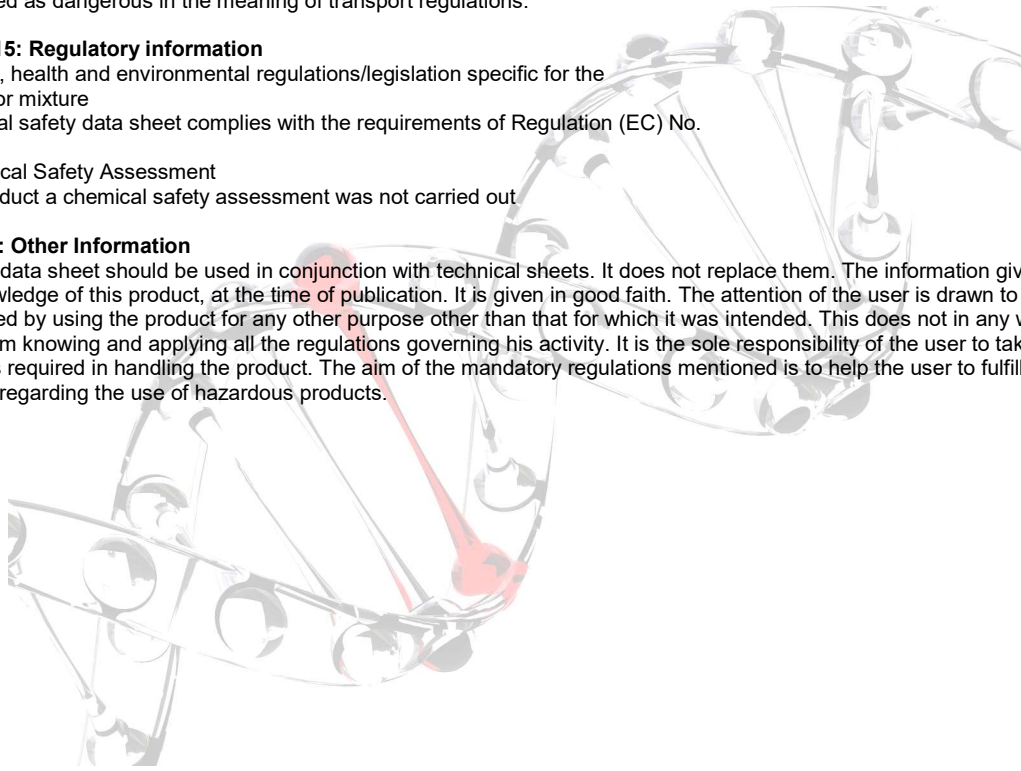 ed as dangerous in the meaning of transport regulations.
15: Regulatory information
, health and environmental regulations/legislation specific for the
or mixture
al safety data sheet complies with the requirements of Regulation (EC) No.
cal Safety Assessment
duct a chemical safety assessment was not carried out
: Other Information
data sheet should be used in conjunction with technical sheets. It does not replace them. The information giv
wledge of this product, at the time of publication. It is given in good faith. The attention of the user is drawn to
ed by using the product for any other purpose other than that for which it was intended. This does not in any w
m knowing and applying all the regulations governing his activity. It is the sole responsibility of the user to tak
s required in handling the product. The aim of the mandatory regulations mentioned is to help the user to fulfill
regarding the use of hazardous products.